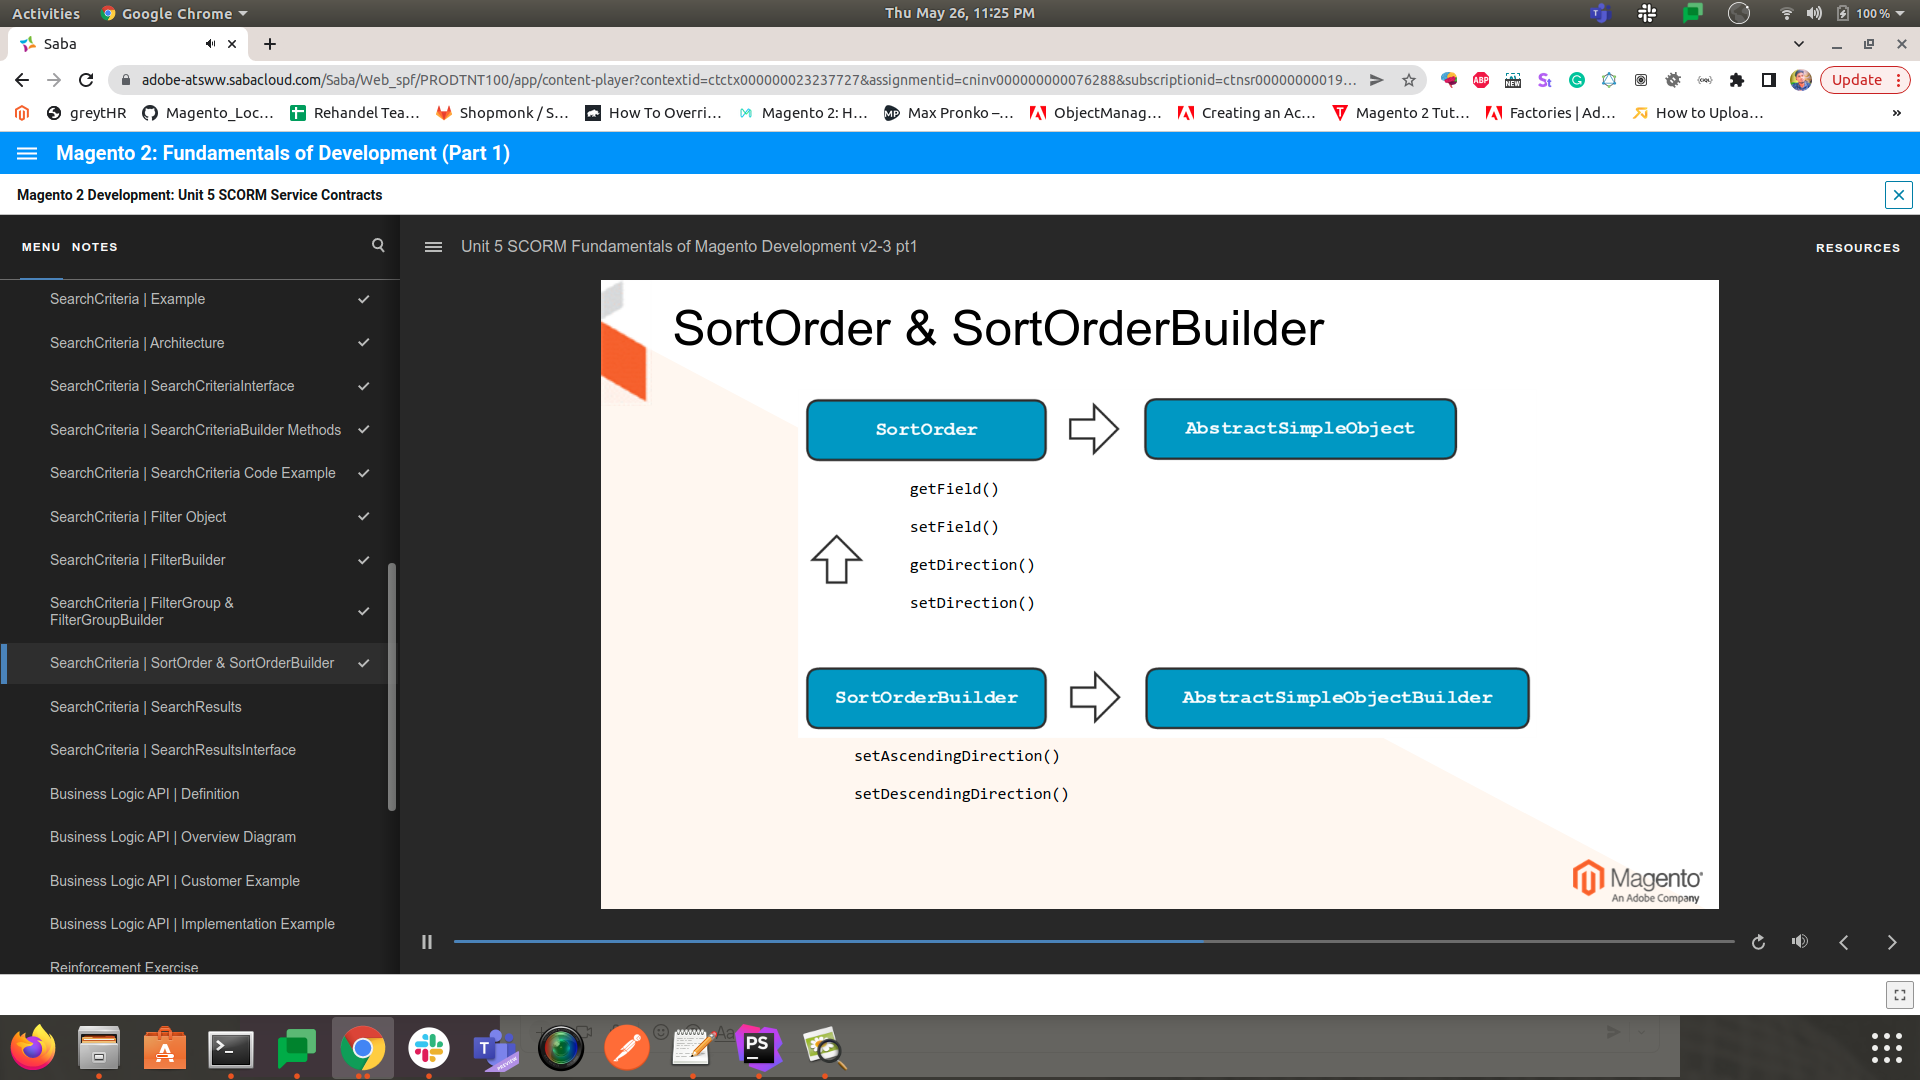 Activities
Google Chrome
Thu May 26, 11:25 PM
100 %
Saba
adobe-atsww.sabacloud.com/Saba/Web_spf/PRODTNT100/app/content-player?contextid=ctctx000000023237727&assignmentid=cninv000000000076288&subscriptionid=ctnsr00000000019...
Update
greytHR
Magento_Loc...
Rehandel Tea...
Shopmonk / S...
How To Overri...
Magento 2: H...
Max Pronko –...
ObjectManag...
Creating an Ac...
Magento 2 Tut...
Factories | Ad...
How to Uploa...
»
Magento 2: Fundamentals of Development (Part 1)
Magento 2 Development: Unit 5 SCORM Service Contracts
MENU
NOTES
Unit 5 SCORM Fundamentals of Magento Development v2-3 pt1
RESOURCES
SearchCriteria | Example
SearchCriteria | Architecture
SearchCriteria | SearchCriteriaInterface
SearchCriteria | SearchCriteriaBuilder Methods
SearchCriteria | SearchCriteria Code Example
SearchCriteria | Filter Object
SearchCriteria | FilterBuilder
SearchCriteria | FilterGroup &
FilterGroupBuilder
SearchCriteria | SortOrder & SortOrderBuilder
SearchCriteria | SearchResults
SearchCriteria | SearchResultsInterface
Business Logic API | Definition
Business Logic API | Overview Diagram
Business Logic API | Customer Example
Business Logic API | Implementation Example
Reinforcement Exercise
SortOrder & SortOrderBuilder
SortOrder
AbstractSimpleObject
getField()
setField()
getDirection()
setDirection()
SortOrderBuilder
AbstractSimpleObjectBuilder
setAscendingDirection()
setDescendingDirection()
Magento
An Adobe Company